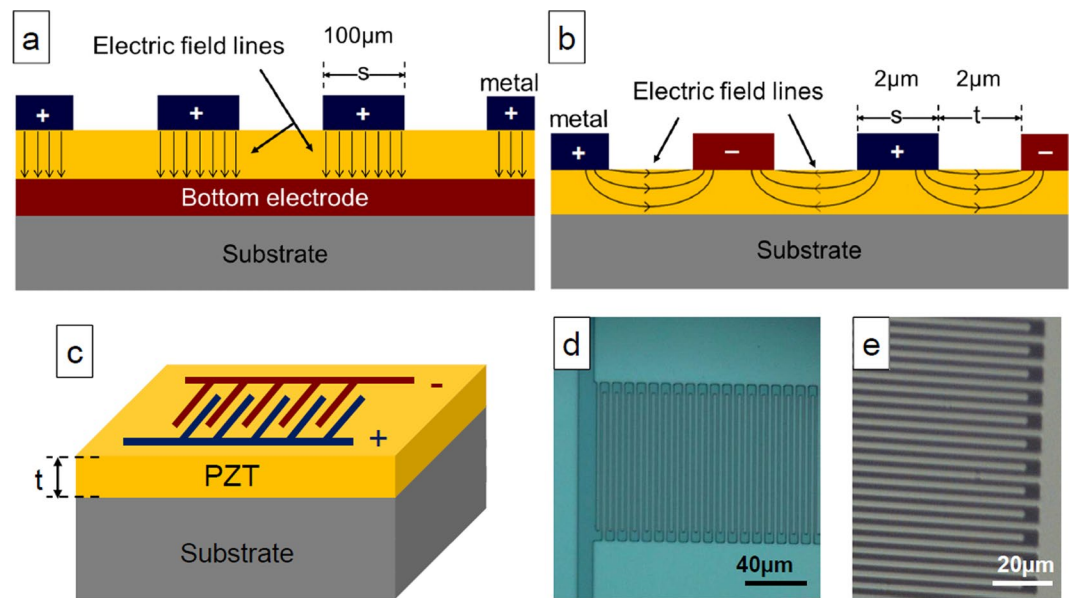 a
Electric field lines
100μm
s
metal
+
+
+
+
Bottom electrode
Substrate
b
Electric field lines
2μm
2μm
metal
s
t
+
−
+
−
Substrate
c
-
+
t
PZT
Substrate
d
40μm
e
20μm